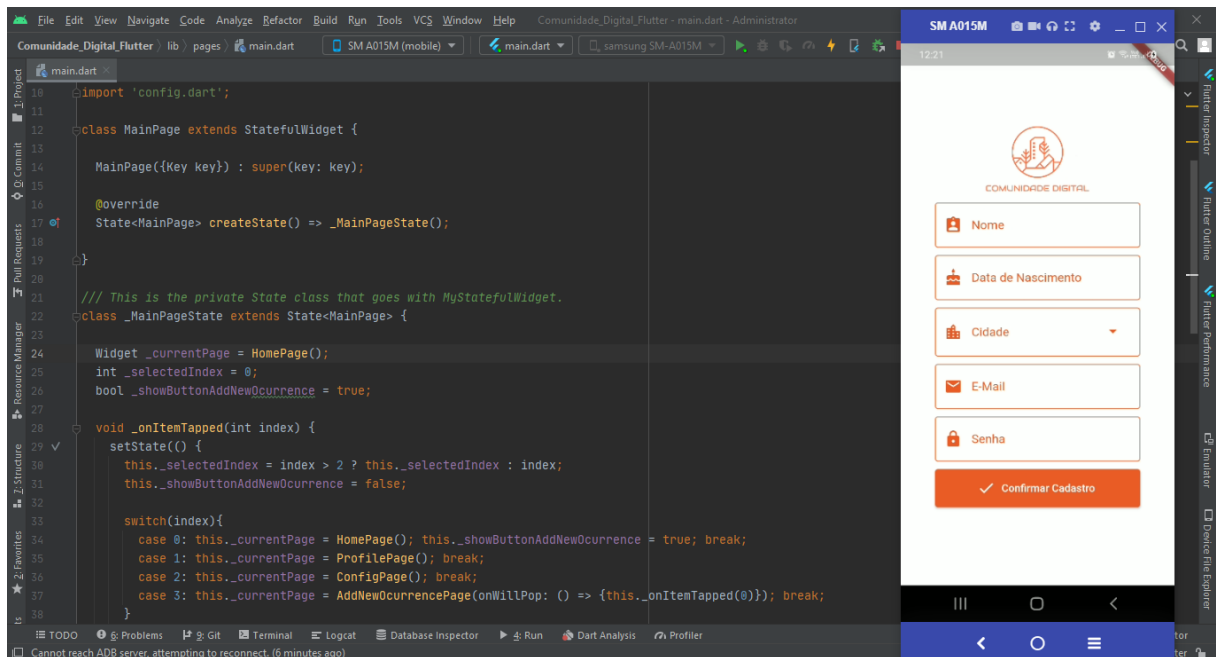 File Edit View Navigate Code Analyze Refactor Build Run Tools VCS Window Help Comunidade_Digital_Flutter - main.dart - Administrator
Comunidade_Digital_Flutter lib pages main.dart SM A015M (mobile) main.dart samsung SM-A015M
main.dart
1: Project
0: Commit
Pull Requests
Resource Manager
7: Structure
2: Favorites
10 import 'config.dart';
11
12 class MainPage extends StatefulWidget {
13
14 MainPage({Key key}) : super(key: key);
15
16 @override
17 State<MainPage> createState() => _MainPageState();
18
19 }
20
21 /// This is the private State class that goes with MyStatefulWidget.
22 class _MainPageState extends State<MainPage> {
23
24 Widget _currentPage = HomePage();
25 int _selectedIndex = 0;
26 bool _showButtonAddNewOcurrence = true;
27
28 void _onItemTapped(int index) {
29 setState(() {
30 this._selectedIndex = index > 2 ? this._selectedIndex : index;
31 this._showButtonAddNewOcurrence = false;
32
33 switch(index){
34 case 0: this._currentPage = HomePage(); this._showButtonAddNewOcurrence = true; break;
35 case 1: this._currentPage = ProfilePage(); break;
36 case 2: this._currentPage = ConfigPage(); break;
37 case 3: this._currentPage = AddNewOcurrencePage(onWillPop: () => {this._onItemTapped(0)}); break;
38 }
SM A015M
12:21
COMUNIDADE DIGITAL
Nome
Data de Nascimento
Cidade
E-Mail
Senha
Confirmar Cadastro
Flutter Inspector
Flutter Outline
Flutter Performance
Emulator
Device File Explorer
TODO 6: Problems 9: Git Terminal Logcat Database Inspector 4: Run Dart Analysis Profiler
Cannot reach ADB server, attempting to reconnect. (6 minutes ago)